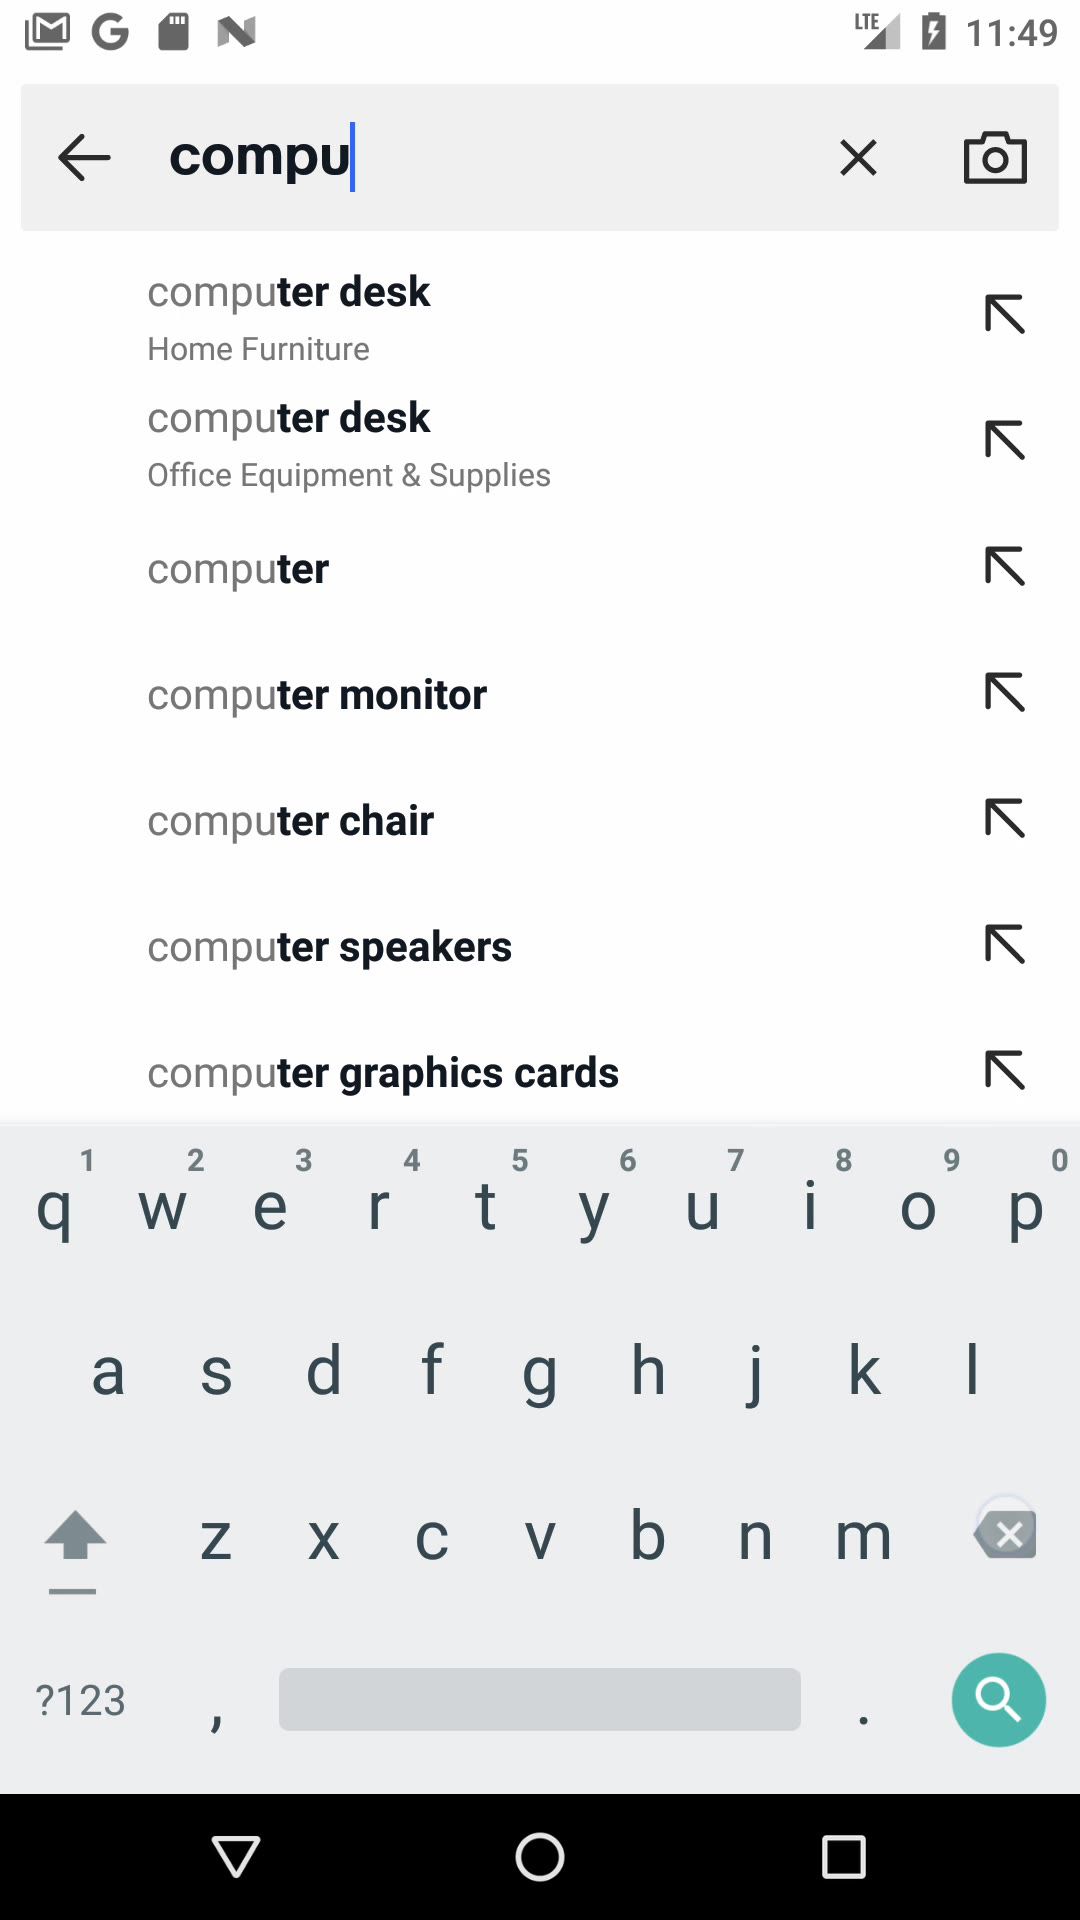 LTE 11:49
compu
computer desk
Home Furniture
computer desk
Office Equipment & Supplies
computer
computer monitor
computer chair
computer speakers
computer graphics cards
1 2 3 4 5 6 7 8 9 0
q w e r t y u i o p
a s d f g h j k l
z x c v b n m
?123 , .